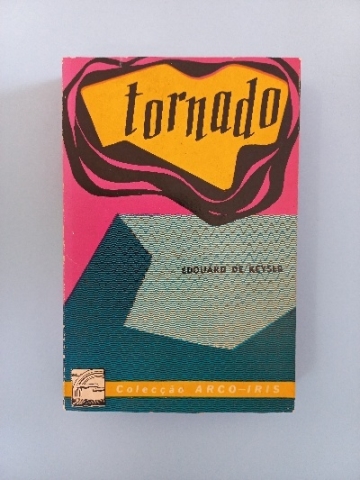 tornado
EDOUARD DE KEYSER
Colecção ARCO-IRIS